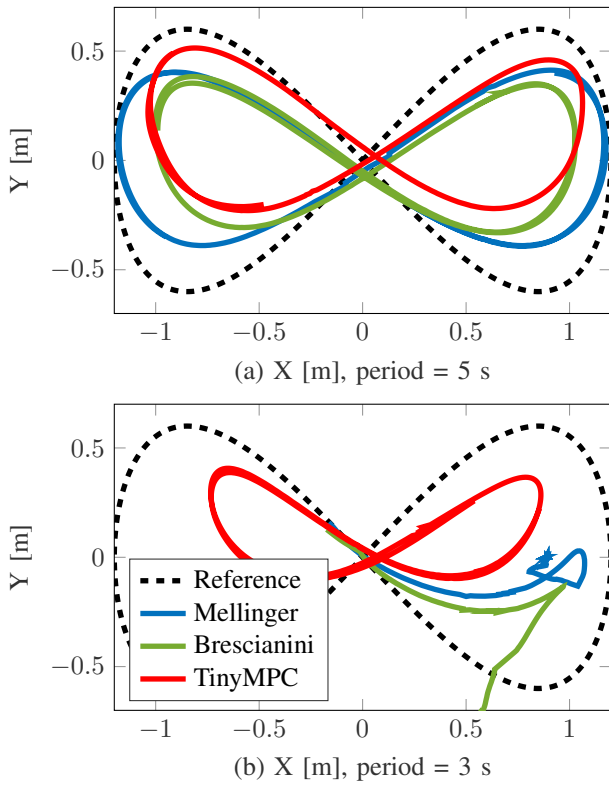 0.5
0
−0.5
Y [m]
−1
−0.5
0
0.5
1
(a) X [m], period = 5 s
0.5
0
−0.5
Y [m]
Reference
Mellinger
Brescianini
TinyMPC
−1
−0.5
0
0.5
1
(b) X [m], period = 3 s